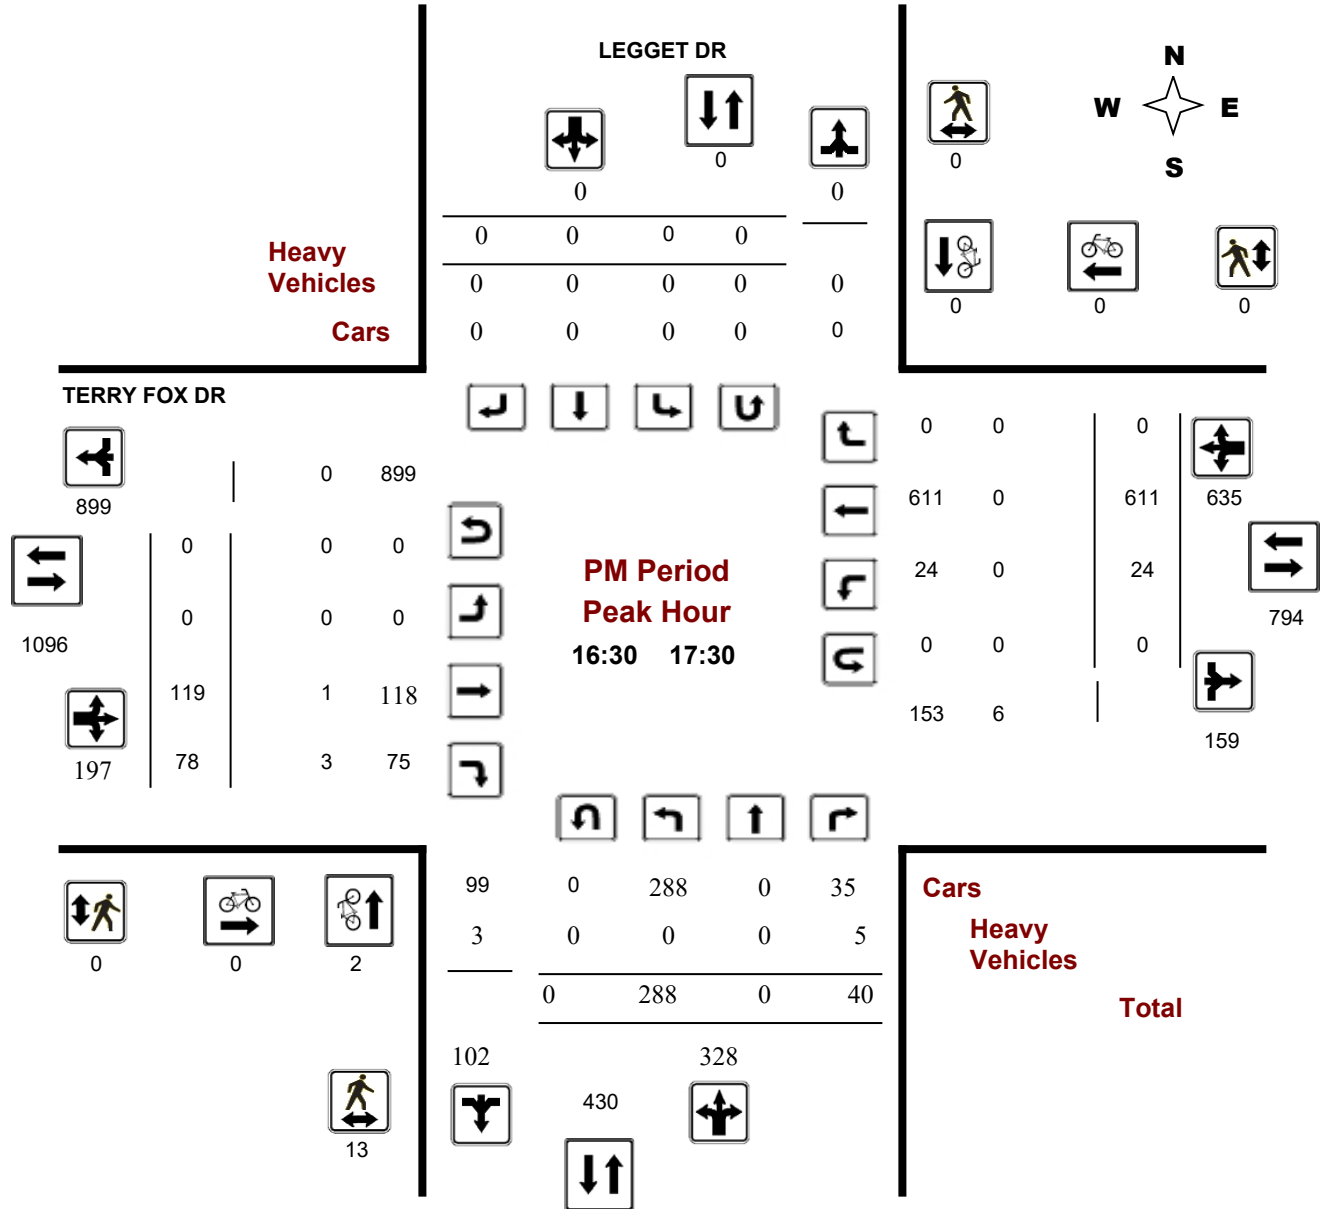 LEGGET DR
N
W E
S
0
0
0 0
0
0 0 0 0
Heavy
Vehicles
0 0 0 0 0
0 0 0
Cars
0 0 0 0 0
TERRY FOX DR
0 0 0
0 899
899
611 0 611 635
0 0 0
24 0 24
0 0 0
PM Period
Peak Hour
16:30 17:30
794
1096
0 0 0
119 1 118
153 6
159
197 78 3 75
99 0 288 0 35
Cars
3 0 0 0 5
Heavy
Vehicles
0 0 2
0 288 0 40
Total
102 328
430
13